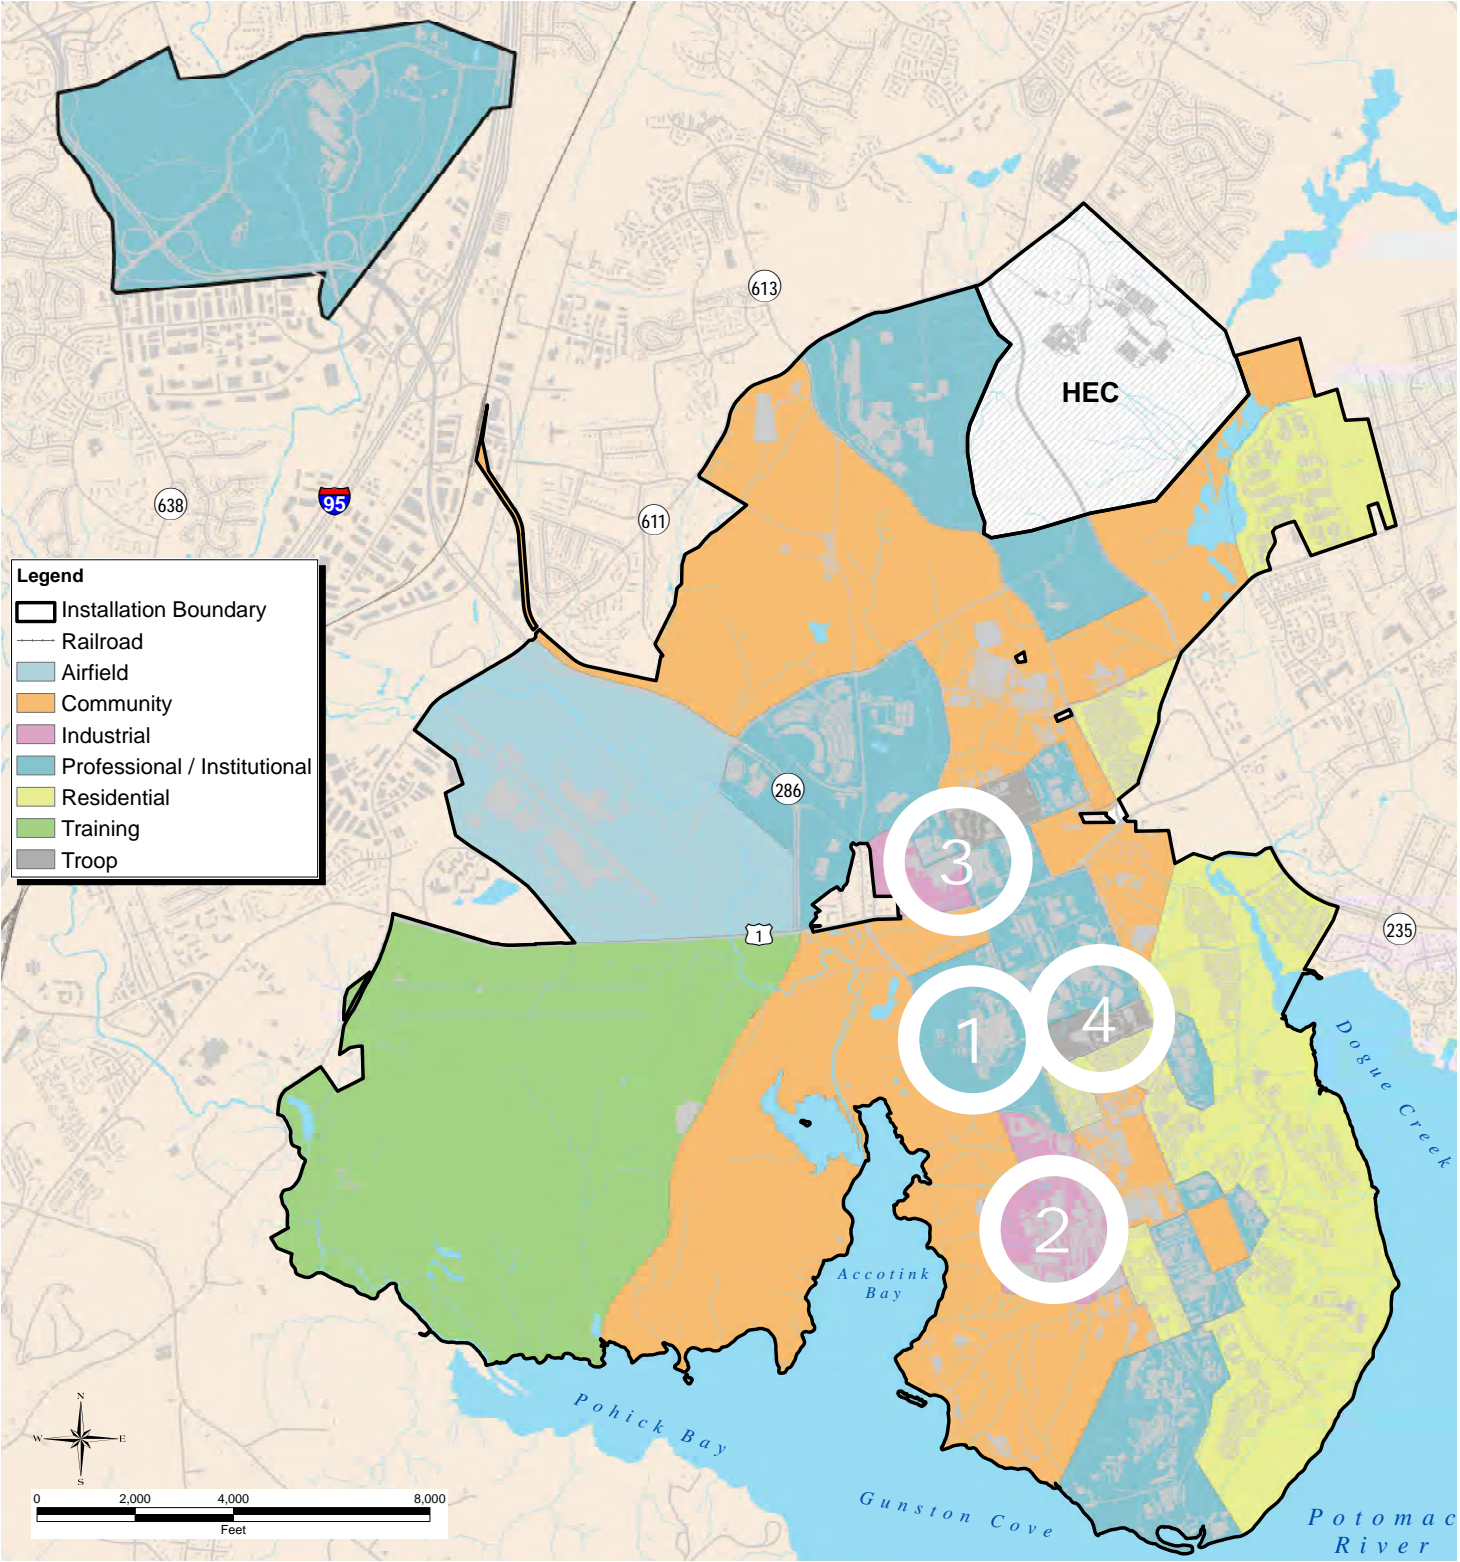 613
HEC
638
95
611
Legend
Installation Boundary
Railroad
Airfield
Community
Industrial
Professional / Institutional
Residential
Training
Troop
286
3
1
235
1
4
Dogue Creek
2
Accotink
Bay
Pohick Bay
N
W E
S
0 2,000 4,000 8,000
Feet
Gunston Cove
Potomac
River